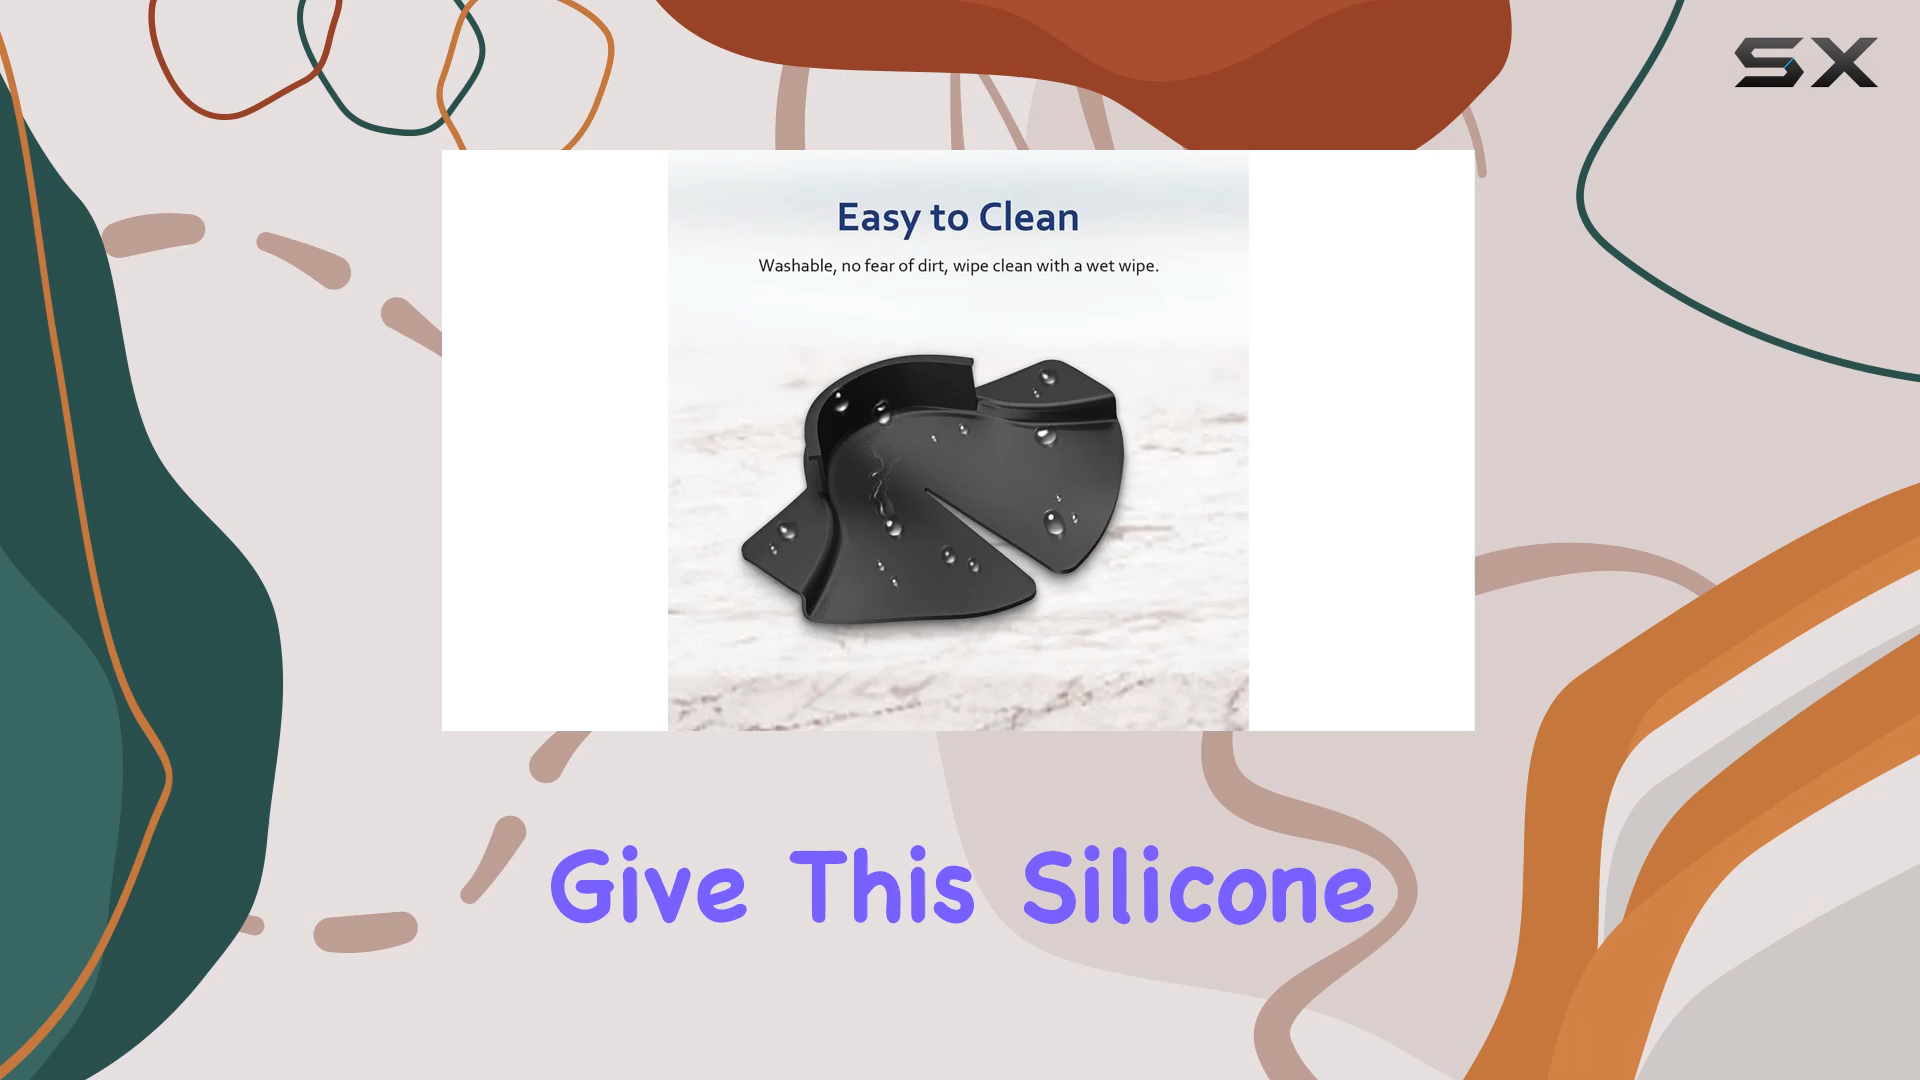 SX
Easy to Clean
Washable, no fear of dirt, wipe clean with a wet wipe.
Give This Silicone